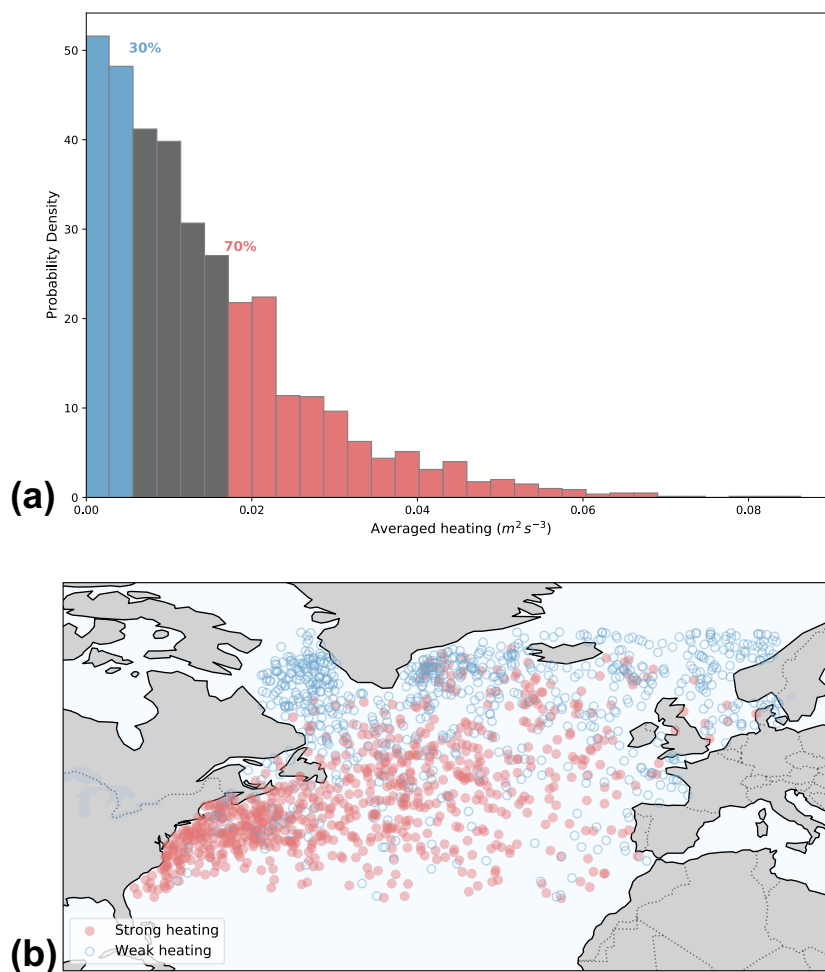 50
40
30
20
10
0
Probability Density
30%
70%
0.00
0.02
0.04
0.06
0.08
Averaged heating (m² s⁻³)
(a)
Strong heating
Weak heating
(b)